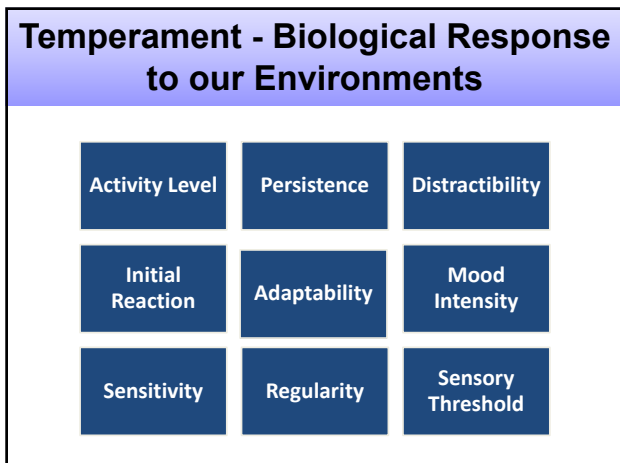 Temperament - Biological Response
to our Environments
Activity Level
Persistence
Distractibility
Initial
Reaction
Adaptability
Mood
Intensity
Sensitivity
Regularity
Sensory
Threshold